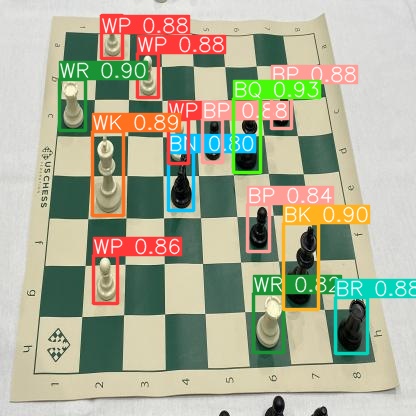 WP 0.88
WP 0.88
WR 0.90
BP 0.88
BQ 0.93
WP
BP 0.88
WK 0.89
BN 0.80
BP 0.84
BK 0.90
WP 0.86
WR 0.82
BR 0.88
USCHESS
a
c
d
f
g
h
1
2
3
4
5
6
7
8